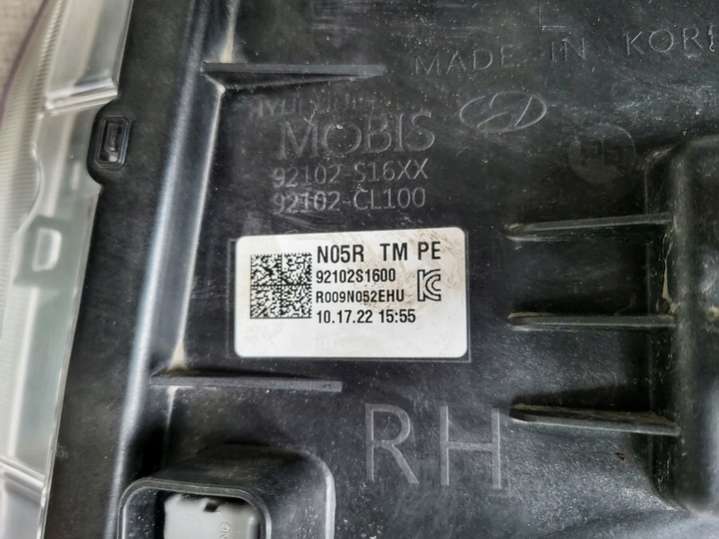 MADE IN KORE
MOBIS
92102-S16XX
92102-CL100
N05R TM PE
92102S1600
R009N052EHU
10.17.22 15:55
RH